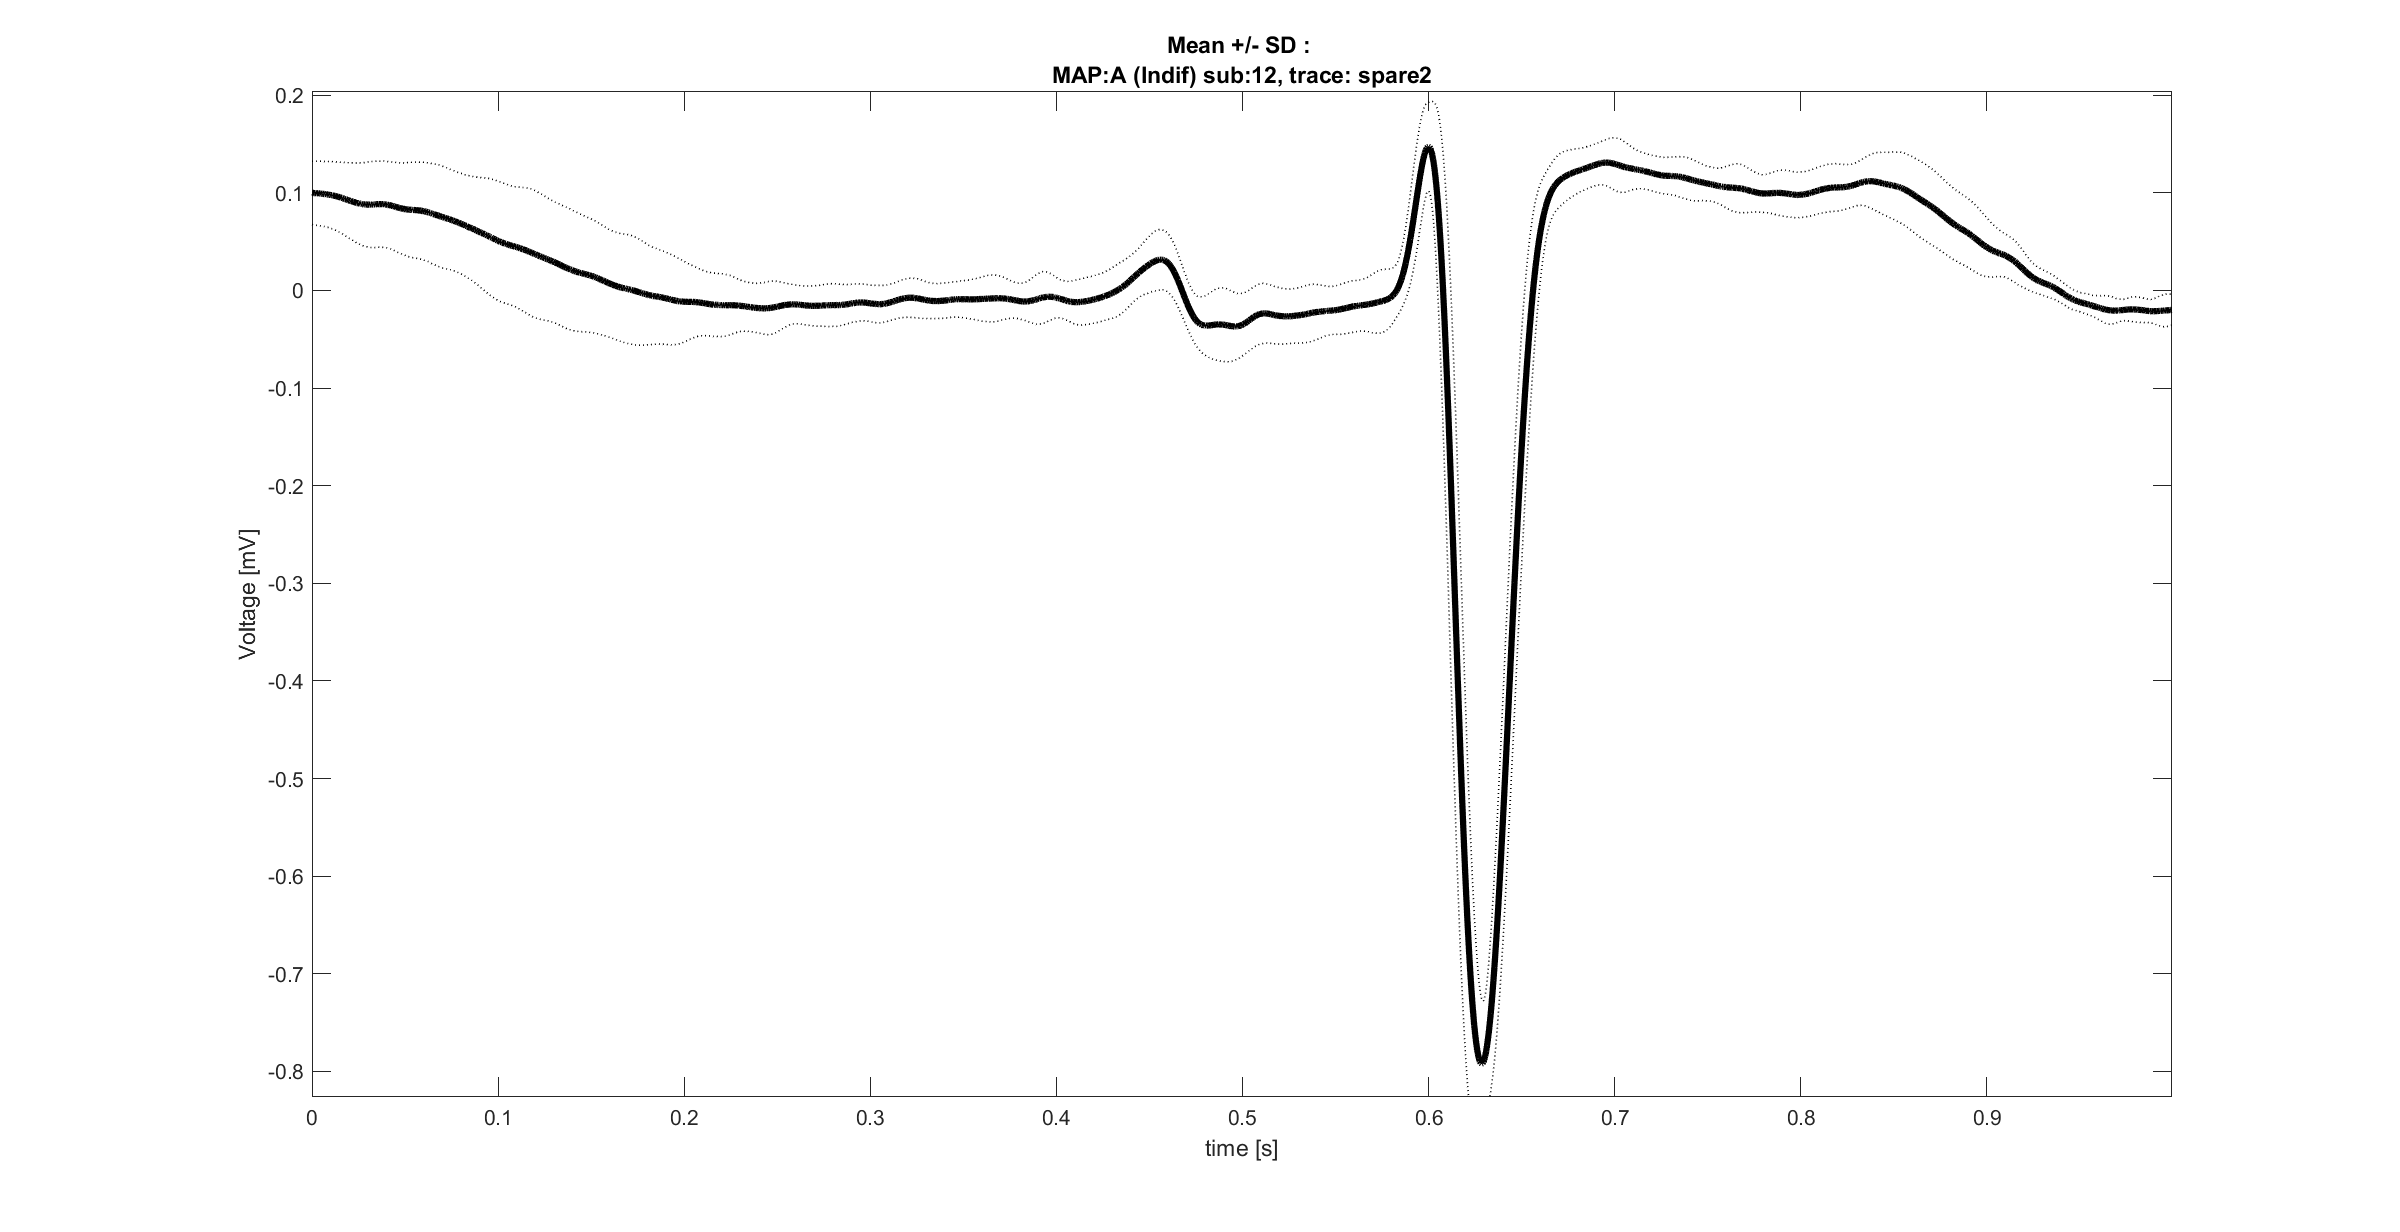 Mean +/- SD :
MAP:A (Indif) sub:12, trace: spare2
0.2
0.1
0
-0.1
-0.2
-0.3
-0.4
-0.5
-0.6
-0.7
-0.8
Voltage [mV]
0 0.1 0.2 0.3 0.4 0.5 0.6 0.7 0.8 0.9
time [s]